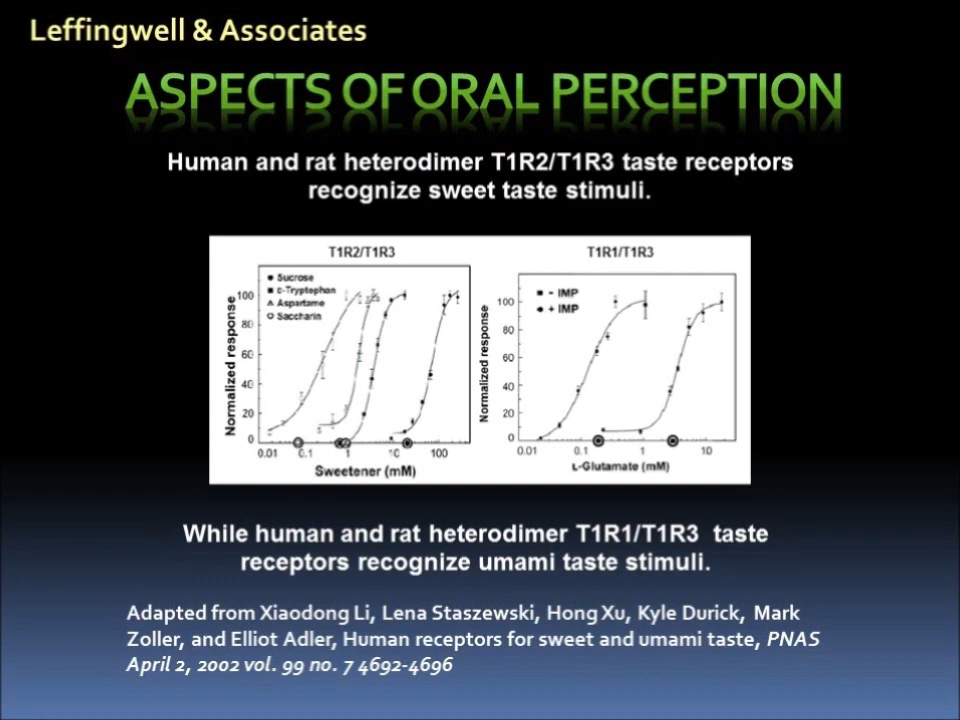 Leffingwell & Associates
ASPECTS OF ORAL PERCEPTION
Human and rat heterodimer T1R2/T1R3 taste receptors
recognize sweet taste stimuli.
T1R2/T1R3
Sucrose
D-Tryptophan
Aspartame
Saccharin
Normalized response
100
80
60
40
20
0
0.01 0.1 1 10 100
Sweetener (mM)
T1R1/T1R3
- IMP
+ IMP
Normalized response
100
80
60
40
20
0
0.01 0.1 1 10
L-Glutamate (mM)
While human and rat heterodimer T1R1/T1R3 taste
receptors recognize umami taste stimuli.
Adapted from Xiaodong Li, Lena Staszewski, Hong Xu, Kyle Durick, Mark
Zoller, and Elliot Adler, Human receptors for sweet and umami taste, PNAS
April 2, 2002 vol. 99 no. 7 4692-4696